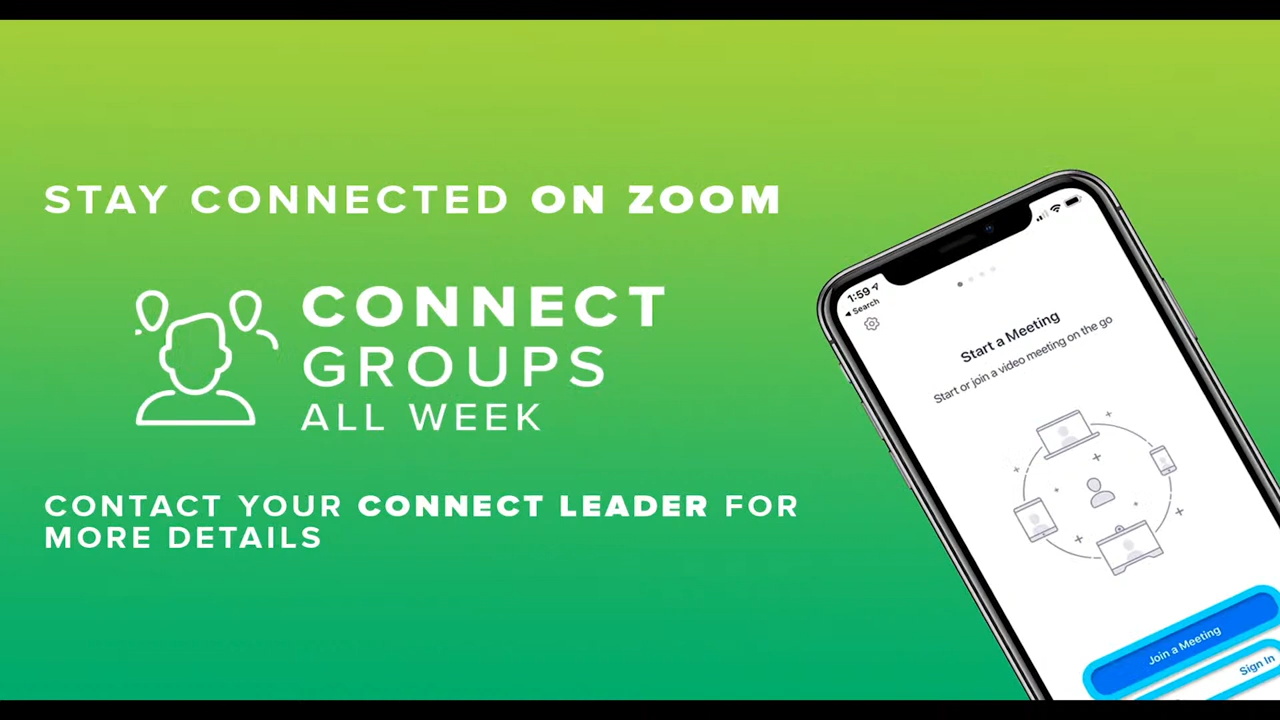 STAY CONNECTED ON ZOOM
CONNECT
GROUPS
ALL WEEK
CONTACT YOUR CONNECT LEADER FOR
MORE DETAILS
1:59
Search
Start a Meeting
Start or join a video meeting on the go
Join a Meeting
Sign In